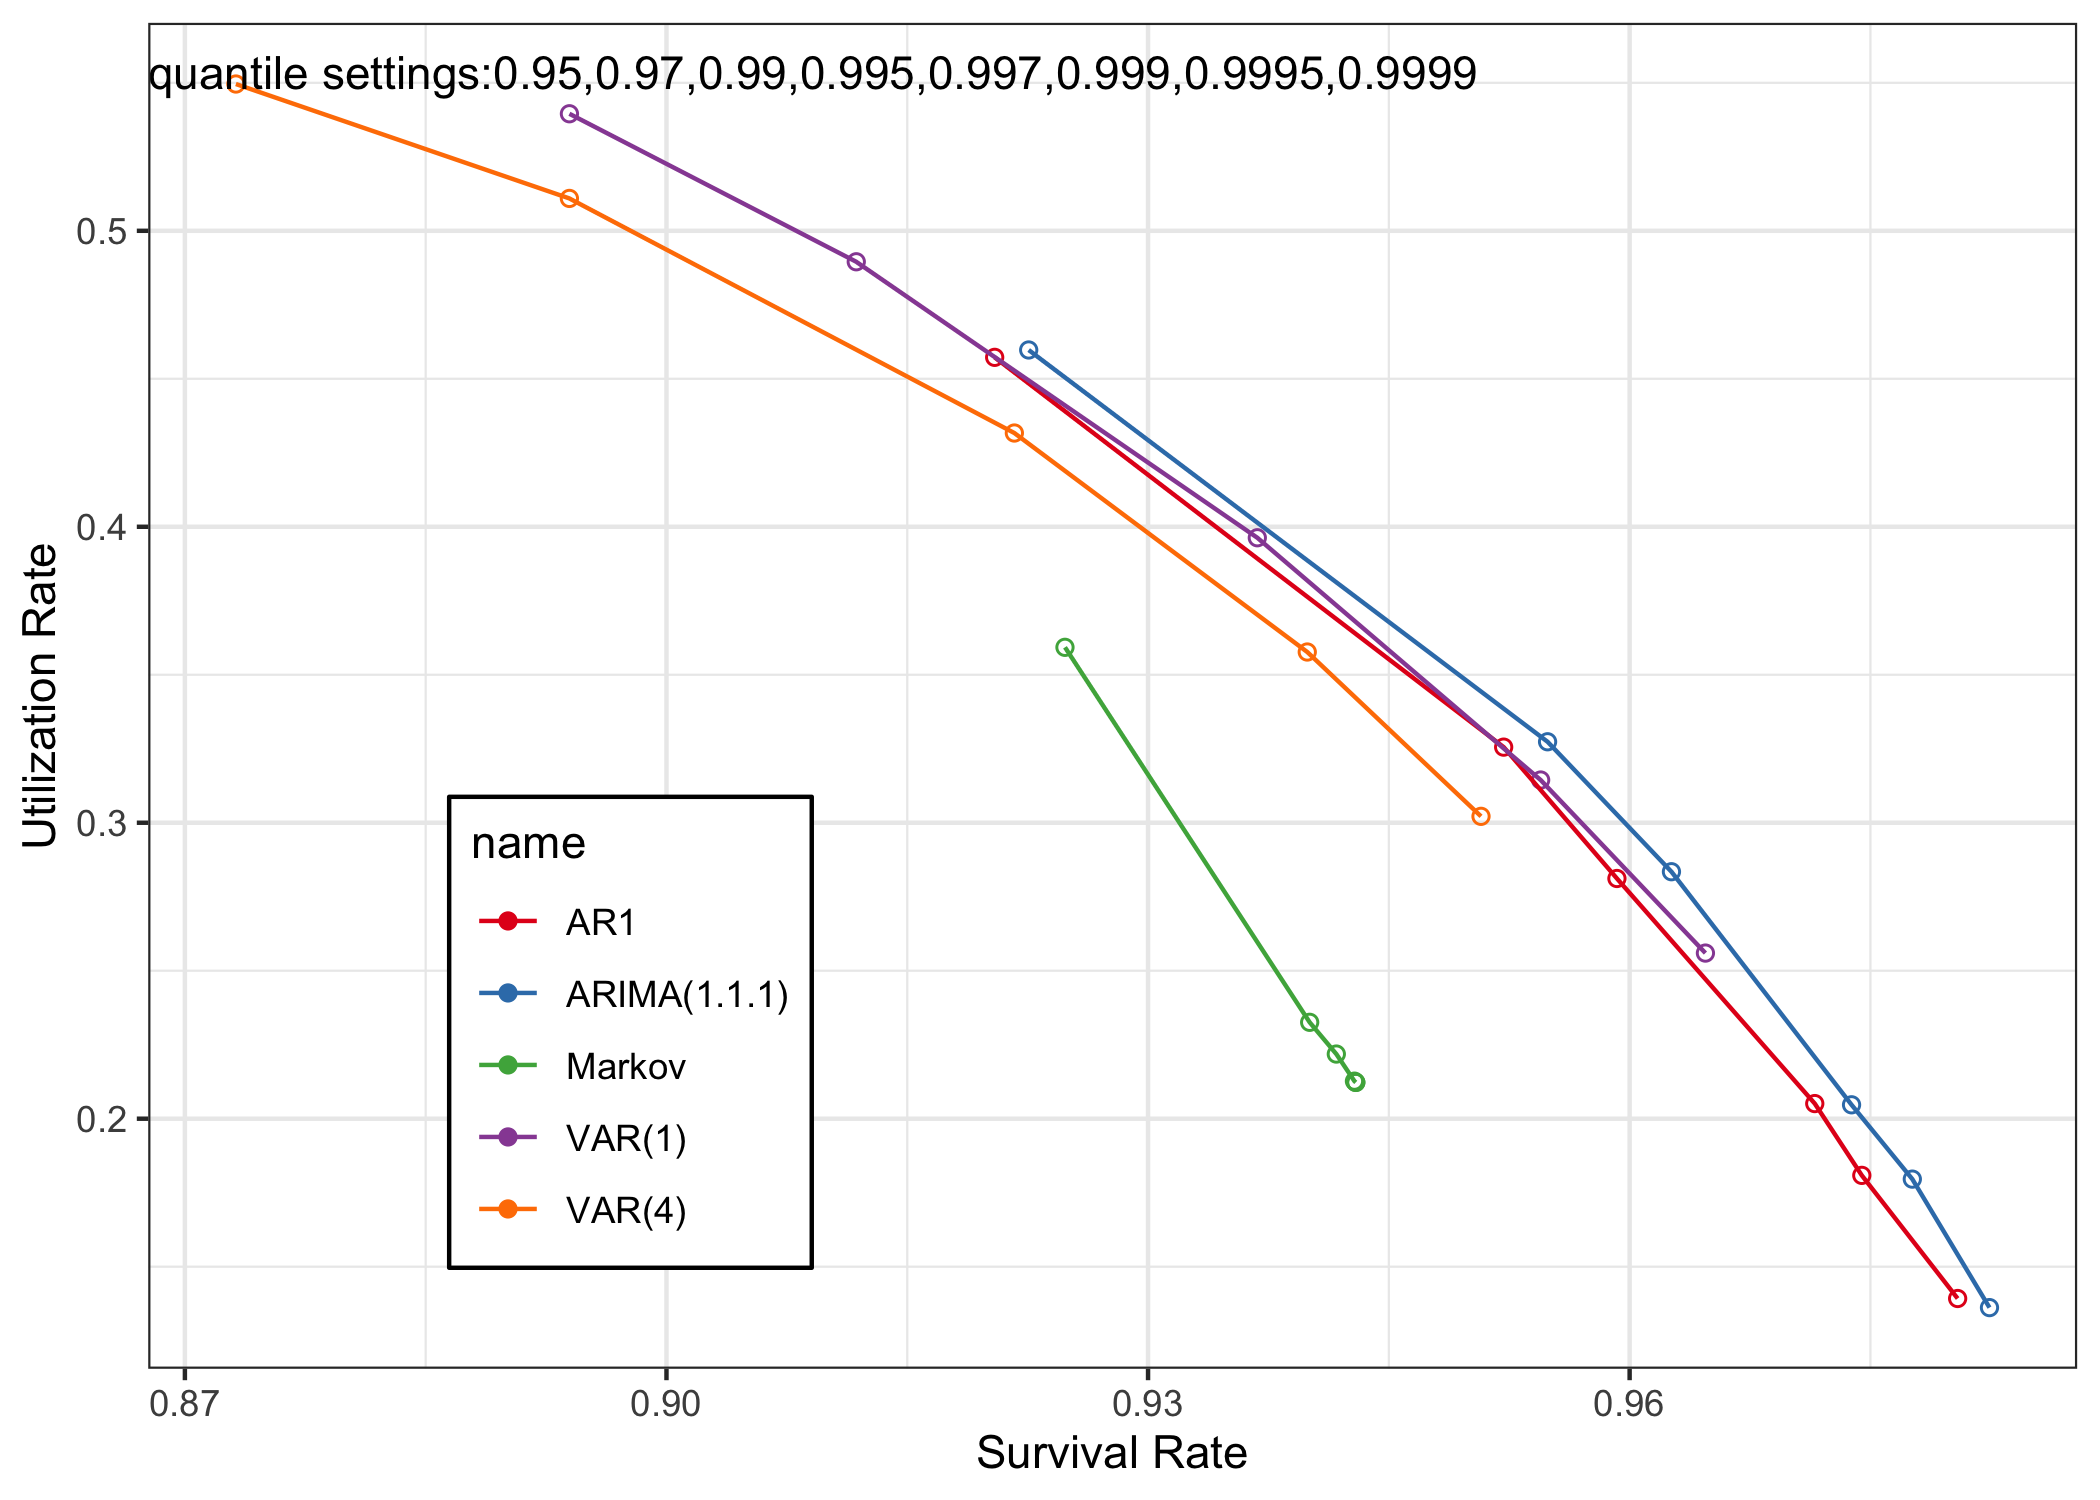 quantile settings:0.95,0.97,0.99,0.995,0.997,0.999,0.9995,0.9999
0.5
0.4
0.3
0.2
Utilization Rate
name
AR1
ARIMA(1.1.1)
Markov
VAR(1)
VAR(4)
0.87
0.90
0.93
0.96
Survival Rate